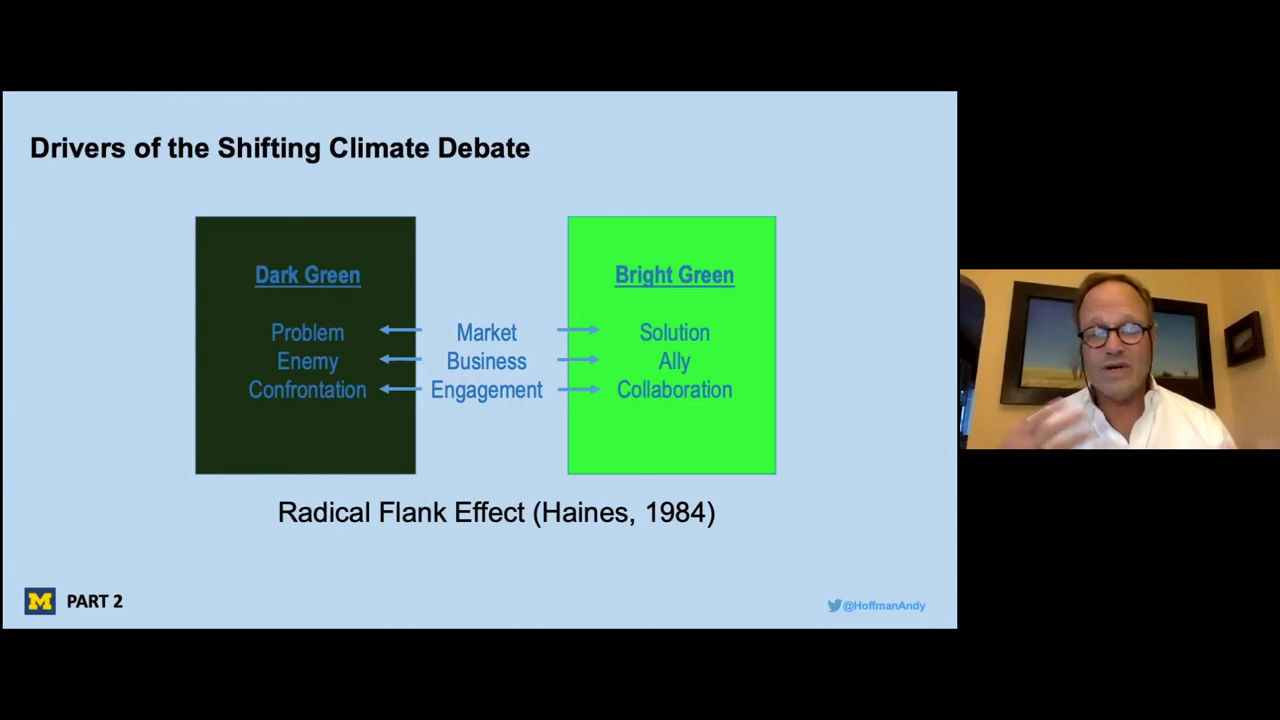 Drivers of the Shifting Climate Debate
Dark Green
Bright Green
Problem Market Solution
Enemy Business Ally
Confrontation Engagement Collaboration
Radical Flank Effect (Haines, 1984)
M PART 2
@HoffmanAndy